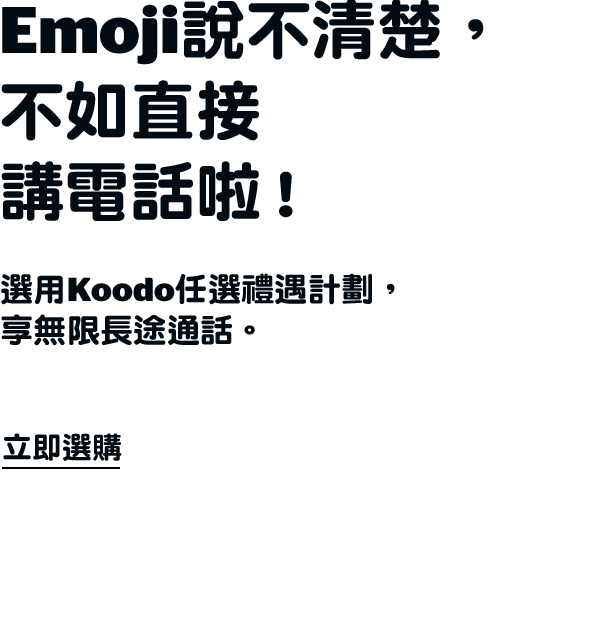 Emoji說不清楚，
不如直接
講電話啦！
選用Koodo任選禮遇計劃，
享無限長途通話。
立即選購